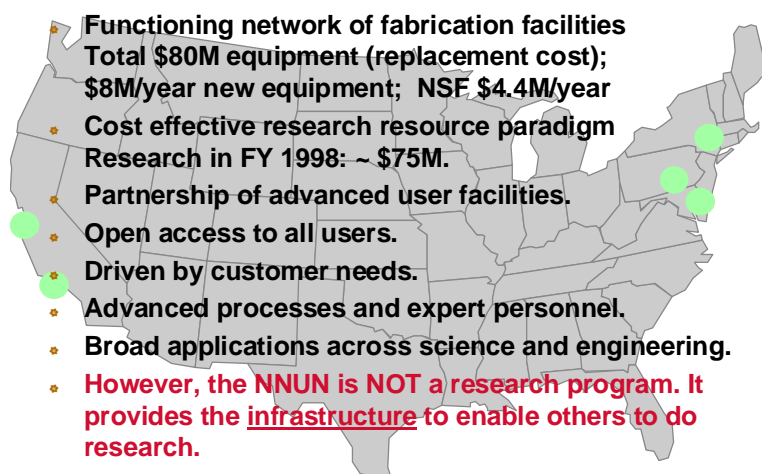 Functioning network of fabrication facilities
Total $80M equipment (replacement cost);
$8M/year new equipment; NSF $4.4M/year
Cost effective research resource paradigm
Research in FY 1998: ~ $75M.
Partnership of advanced user facilities.
Open access to all users.
Driven by customer needs.
Advanced processes and expert personnel.
Broad applications across science and engineering.
However, the NNUN is NOT a research program. It
provides the infrastructure to enable others to do
research.